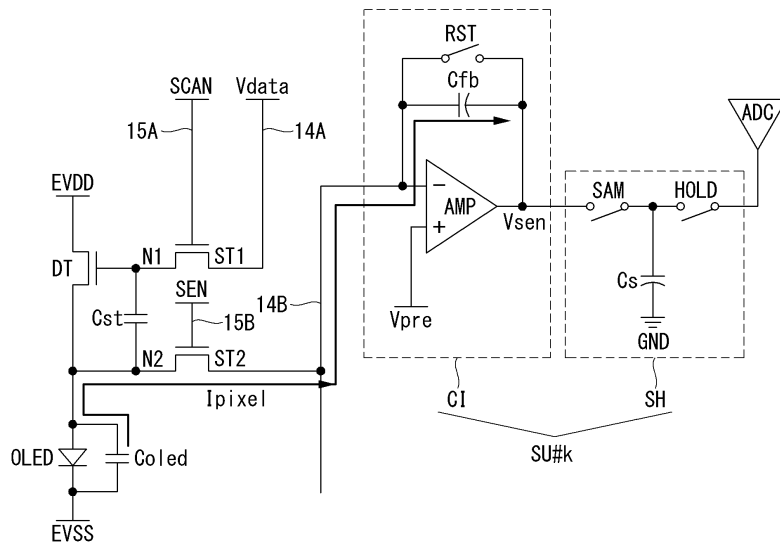 RST
SCAN
Vdata
Cfb
15A
14A
ADC
EVDD
AMP
SAM
HOLD
Vsen
DT
N1
ST1
SEN
14B
Cst
15B
Vpre
Cs
GND
N2
ST2
Ipixel
CI
SH
OLED
Coled
SU#k
EVSS
−
+